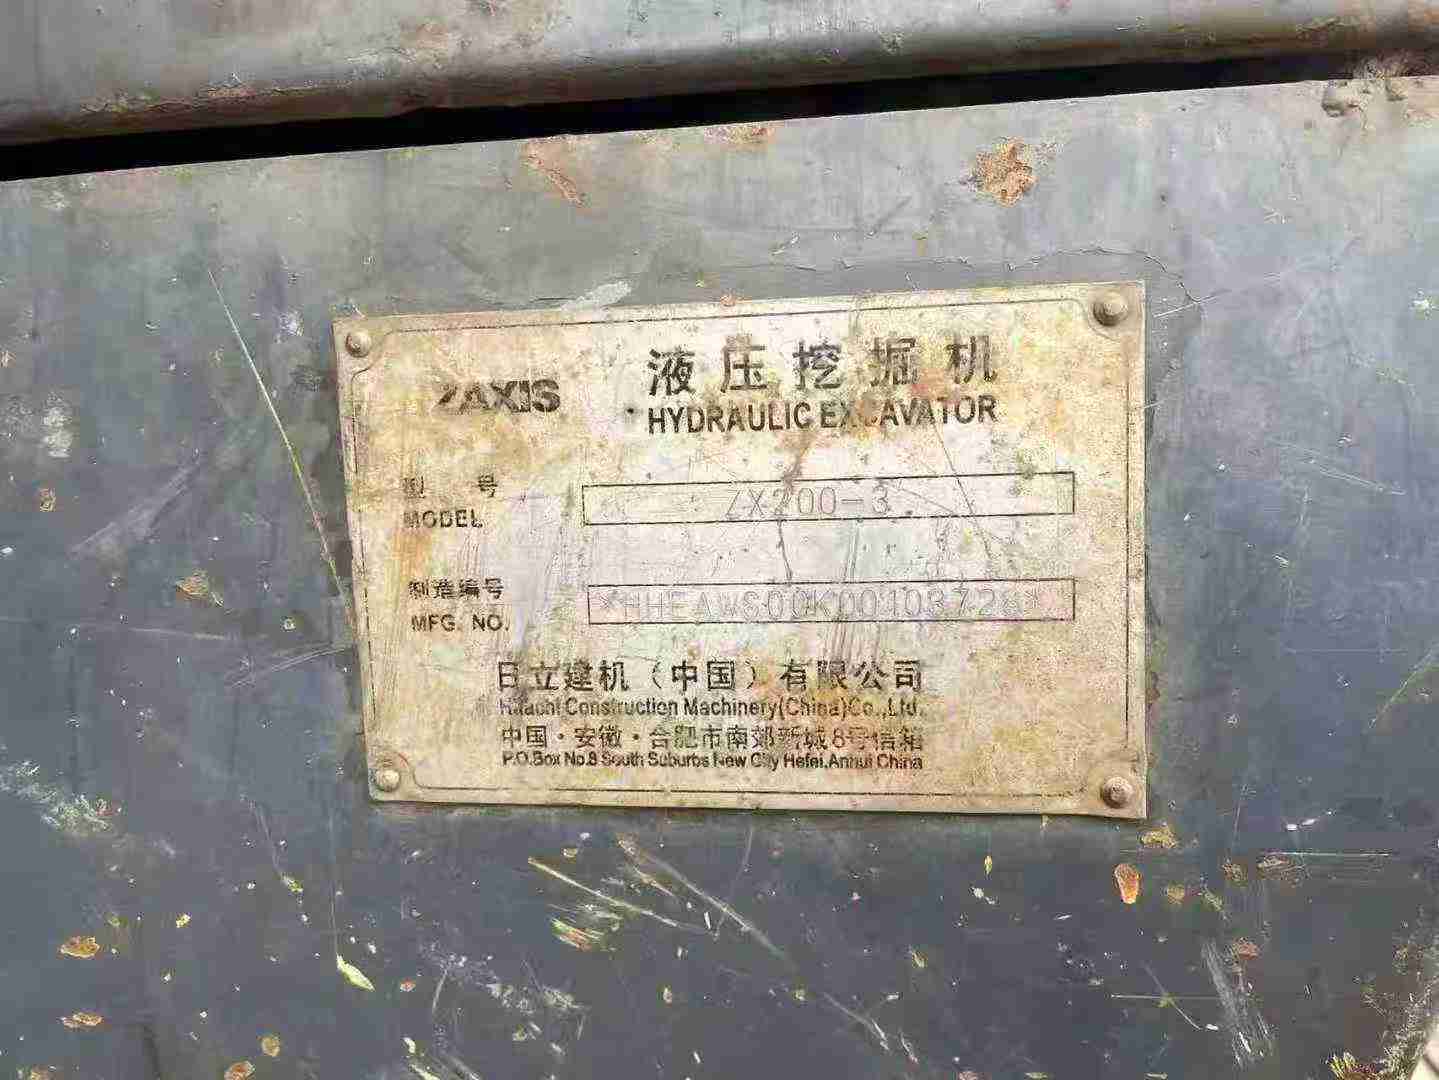 ZAXIS
液压挖掘机
HYDRAULIC EXCAVATOR
型 号
MODEL
ZX200-3
制造编号
MFG. NO.
*HHEAWS00K00103728*
日立建机（中国）有限公司
Hitachi Construction Machinery(China)Co.,Ltd.
中国·安徽·合肥市南郊新城8号信箱
P.O.Box No.8 South Suburbs New City Hefei,Anhui China